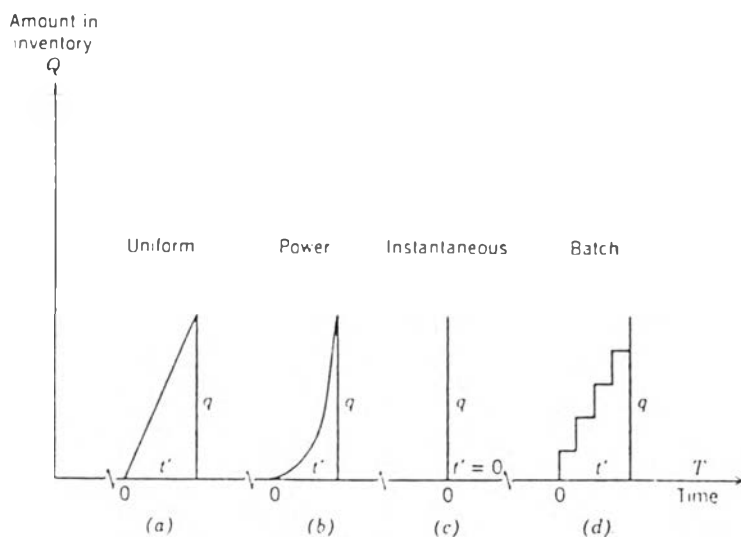 Amount in
inventory
Q
Uniform Power Instantaneous Batch
q q q q
t' t' t' = 0 t' T
0 0 0 0 Time
(a) (b) (c) (d)